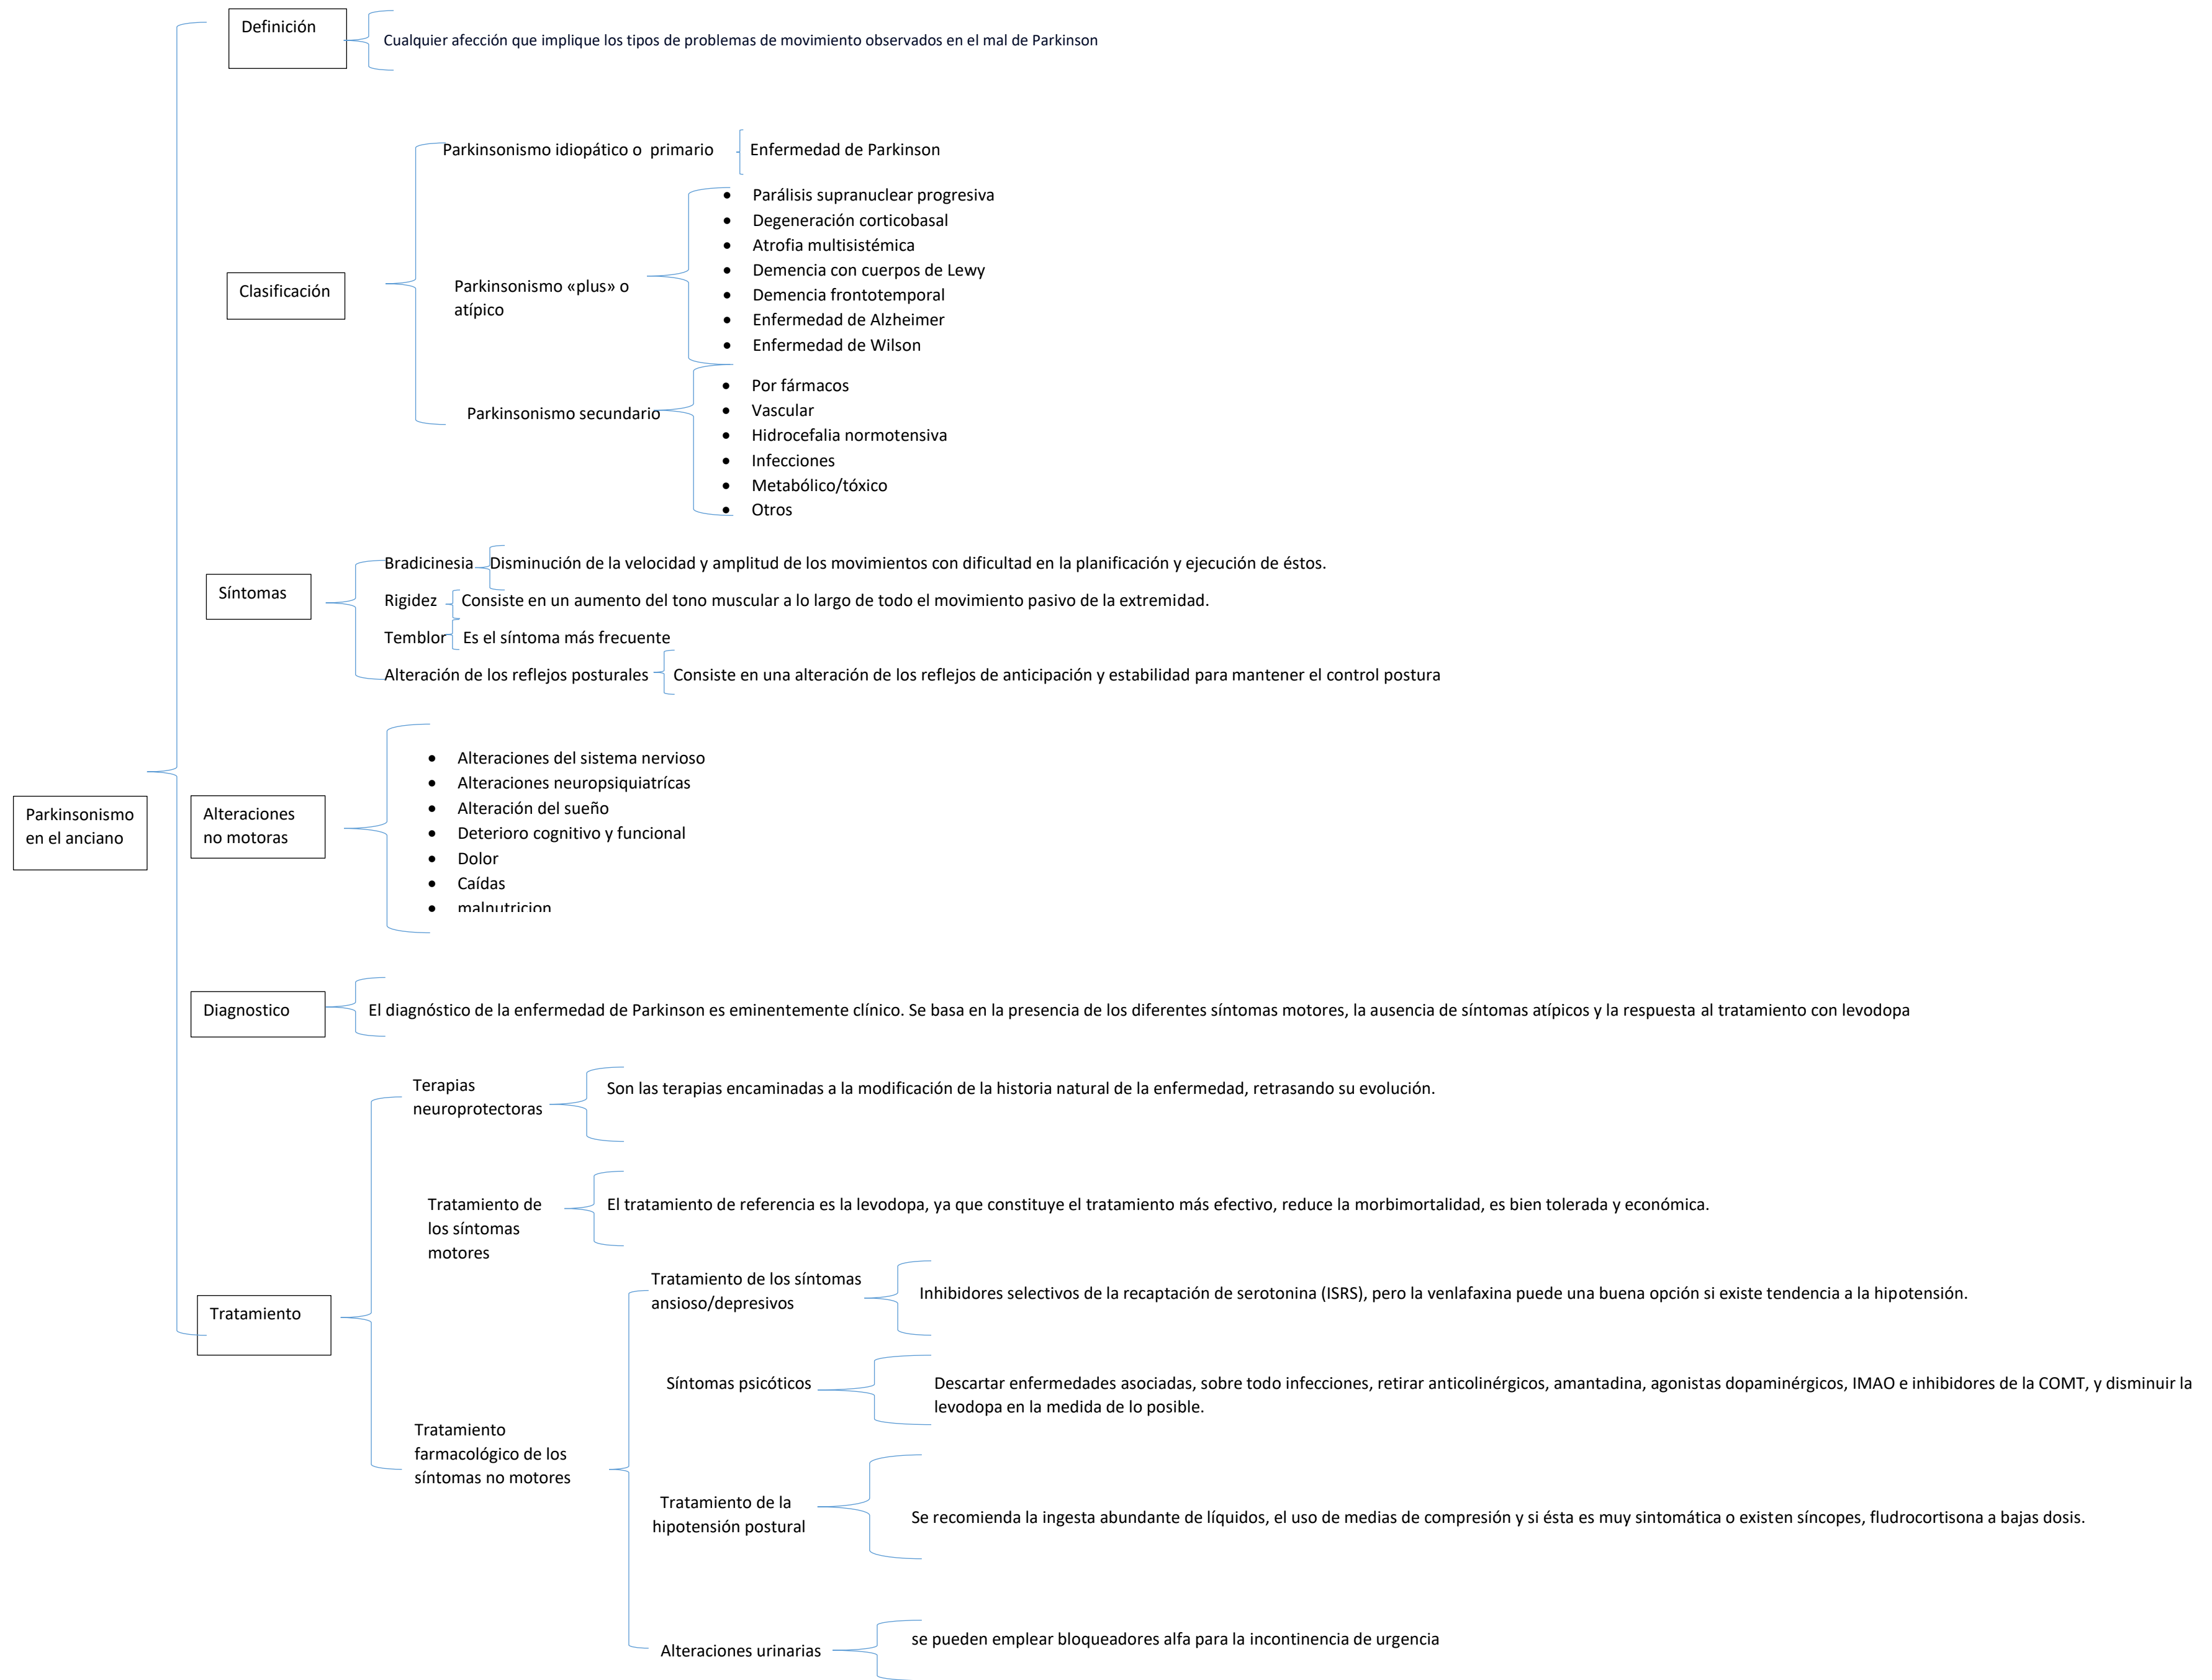 Definición
Cualquier afección que implique los tipos de problemas de movimiento observados en el mal de Parkinson
Parkinsonismo idiopático o primario
Enfermedad de Parkinson
Clasificación
Parkinsonismo «plus» o
atípico
• Parálisis supranuclear progresiva
• Degeneración corticobasal
• Atrofia multisistémica
• Demencia con cuerpos de Lewy
• Demencia frontotemporal
• Enfermedad de Alzheimer
• Enfermedad de Wilson
Parkinsonismo secundario
• Por fármacos
• Vascular
• Hidrocefalia normotensiva
• Infecciones
• Metabólico/tóxico
• Otros
Síntomas
Bradicinesia
Disminución de la velocidad y amplitud de los movimientos con dificultad en la planificación y ejecución de éstos.
Rigidez
Consiste en un aumento del tono muscular a lo largo de todo el movimiento pasivo de la extremidad.
Temblor
Es el síntoma más frecuente
Alteración de los reflejos posturales
Consiste en una alteración de los reflejos de anticipación y estabilidad para mantener el control postura
Parkinsonismo
en el anciano
Alteraciones
no motoras
• Alteraciones del sistema nervioso
• Alteraciones neuropsiquiatrícas
• Alteración del sueño
• Deterioro cognitivo y funcional
• Dolor
• Caídas
• malnutricion
Diagnostico
El diagnóstico de la enfermedad de Parkinson es eminentemente clínico. Se basa en la presencia de los diferentes síntomas motores, la ausencia de síntomas atípicos y la respuesta al tratamiento con levodopa
Tratamiento
Terapias
neuroprotectoras
Son las terapias encaminadas a la modificación de la historia natural de la enfermedad, retrasando su evolución.
Tratamiento de
los síntomas
motores
El tratamiento de referencia es la levodopa, ya que constituye el tratamiento más efectivo, reduce la morbimortalidad, es bien tolerada y económica.
Tratamiento
farmacológico de los
síntomas no motores
Tratamiento de los síntomas
ansioso/depresivos
Inhibidores selectivos de la recaptación de serotonina (ISRS), pero la venlafaxina puede una buena opción si existe tendencia a la hipotensión.
Síntomas psicóticos
Descartar enfermedades asociadas, sobre todo infecciones, retirar anticolinérgicos, amantadina, agonistas dopaminérgicos, IMAO e inhibidores de la COMT, y disminuir la
levodopa en la medida de lo posible.
Tratamiento de la
hipotensión postural
Se recomienda la ingesta abundante de líquidos, el uso de medias de compresión y si ésta es muy sintomática o existen síncopes, fludrocortisona a bajas dosis.
Alteraciones urinarias
se pueden emplear bloqueadores alfa para la incontinencia de urgencia